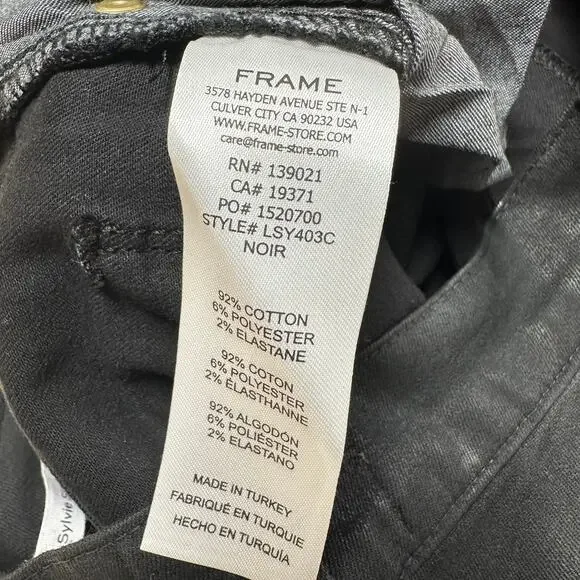 FRAME
3578 HAYDEN AVENUE STE N-1
CULVER CITY CA 90232 USA
WWW.FRAME-STORE.COM
care@frame-store.com
RN# 139021
CA# 19371
PO# 1520700
STYLE# LSY403C
NOIR
92% COTTON
6% POLYESTER
2% ELASTANE
92% COTON
6% POLYESTER
2% ÉLASTHANNE
92% ALGODON
6% POLIÉSTER
2% ELASTANO
MADE IN TURKEY
FABRIQUÉ EN TURQUIE
HECHO EN TURQUÍA
Sylvie